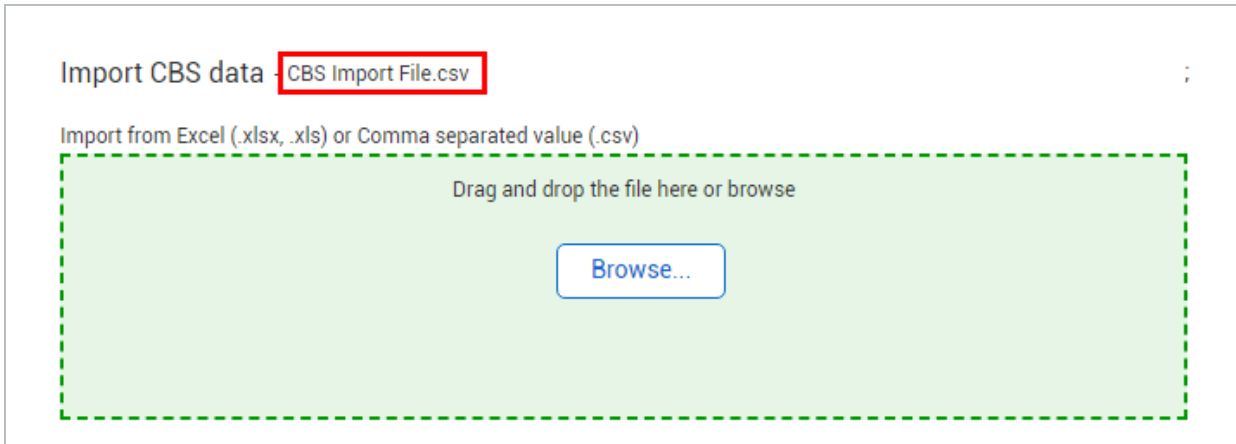 Import CBS data - CBS Import File.csv ;
Import from Excel (.xlsx, .xls) or Comma separated value (.csv)
Drag and drop the file here or browse
Browse...